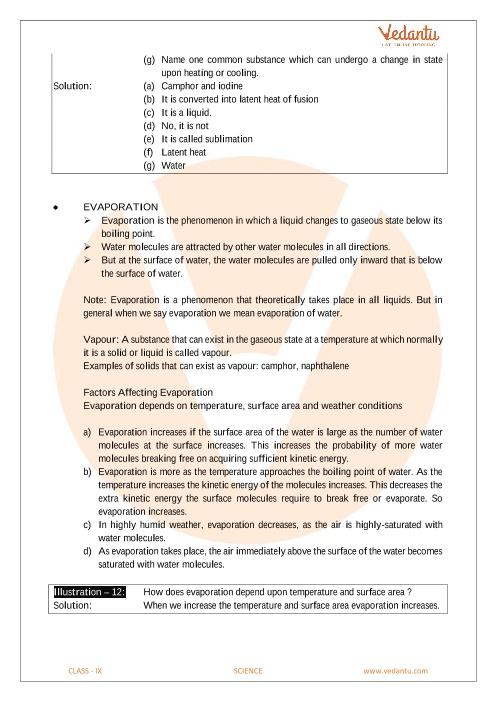 Vedantu
LIVE ONLINE TUTORING
(g) Name one common substance which can undergo a change in state
upon heating or cooling.
Solution: (a) Camphor and iodine
(b) It is converted into latent heat of fusion
(c) It is a liquid.
(d) No, it is not
(e) It is called sublimation
(f) Latent heat
(g) Water
◆ EVAPORATION
➢ Evaporation is the phenomenon in which a liquid changes to gaseous state below its
boiling point.
➢ Water molecules are attracted by other water molecules in all directions.
➢ But at the surface of water, the water molecules are pulled only inward that is below
the surface of water.
Note: Evaporation is a phenomenon that theoretically takes place in all liquids. But in
general when we say evaporation we mean evaporation of water.
Vapour: A substance that can exist in the gaseous state at a temperature at which normally
it is a solid or liquid is called vapour.
Examples of solids that can exist as vapour: camphor, naphthalene
Factors Affecting Evaporation
Evaporation depends on temperature, surface area and weather conditions
a) Evaporation increases if the surface area of the water is large as the number of water
molecules at the surface increases. This increases the probability of more water
molecules breaking free on acquiring sufficient kinetic energy.
b) Evaporation is more as the temperature approaches the boiling point of water. As the
temperature increases the kinetic energy of the molecules increases. This decreases the
extra kinetic energy the surface molecules require to break free or evaporate. So
evaporation increases.
c) In highly humid weather, evaporation decreases, as the air is highly-saturated with
water molecules.
d) As evaporation takes place, the air immediately above the surface of the water becomes
saturated with water molecules.
Illustration – 12: How does evaporation depend upon temperature and surface area ?
Solution: When we increase the temperature and surface area evaporation increases.
CLASS - IX SCIENCE www.vedantu.com